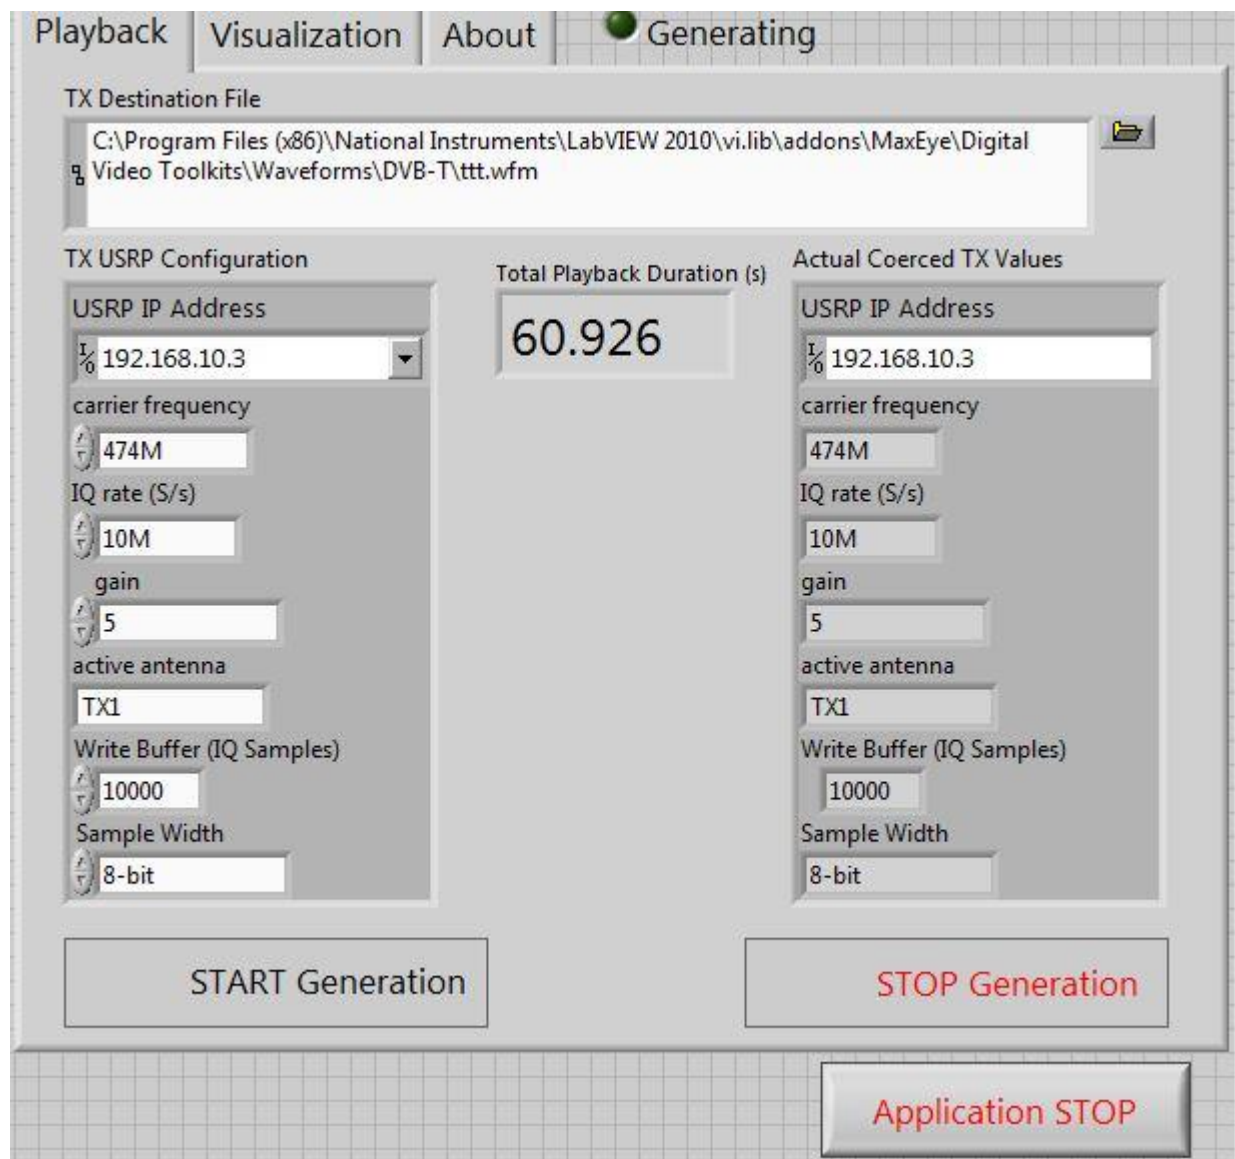 Playback
Visualization
About
Generating
TX Destination File
C:\Program Files (x86)\National Instruments\LabVIEW 2010\vi.lib\addons\MaxEye\Digital
Video Toolkits\Waveforms\DVB-T\ttt.wfm
TX USRP Configuration
USRP IP Address
192.168.10.3
carrier frequency
474M
IQ rate (S/s)
10M
gain
5
active antenna
TX1
Write Buffer (IQ Samples)
10000
Sample Width
8-bit
Total Playback Duration (s)
60.926
Actual Coerced TX Values
USRP IP Address
192.168.10.3
carrier frequency
474M
IQ rate (S/s)
10M
gain
5
active antenna
TX1
Write Buffer (IQ Samples)
10000
Sample Width
8-bit
START Generation
STOP Generation
Application STOP